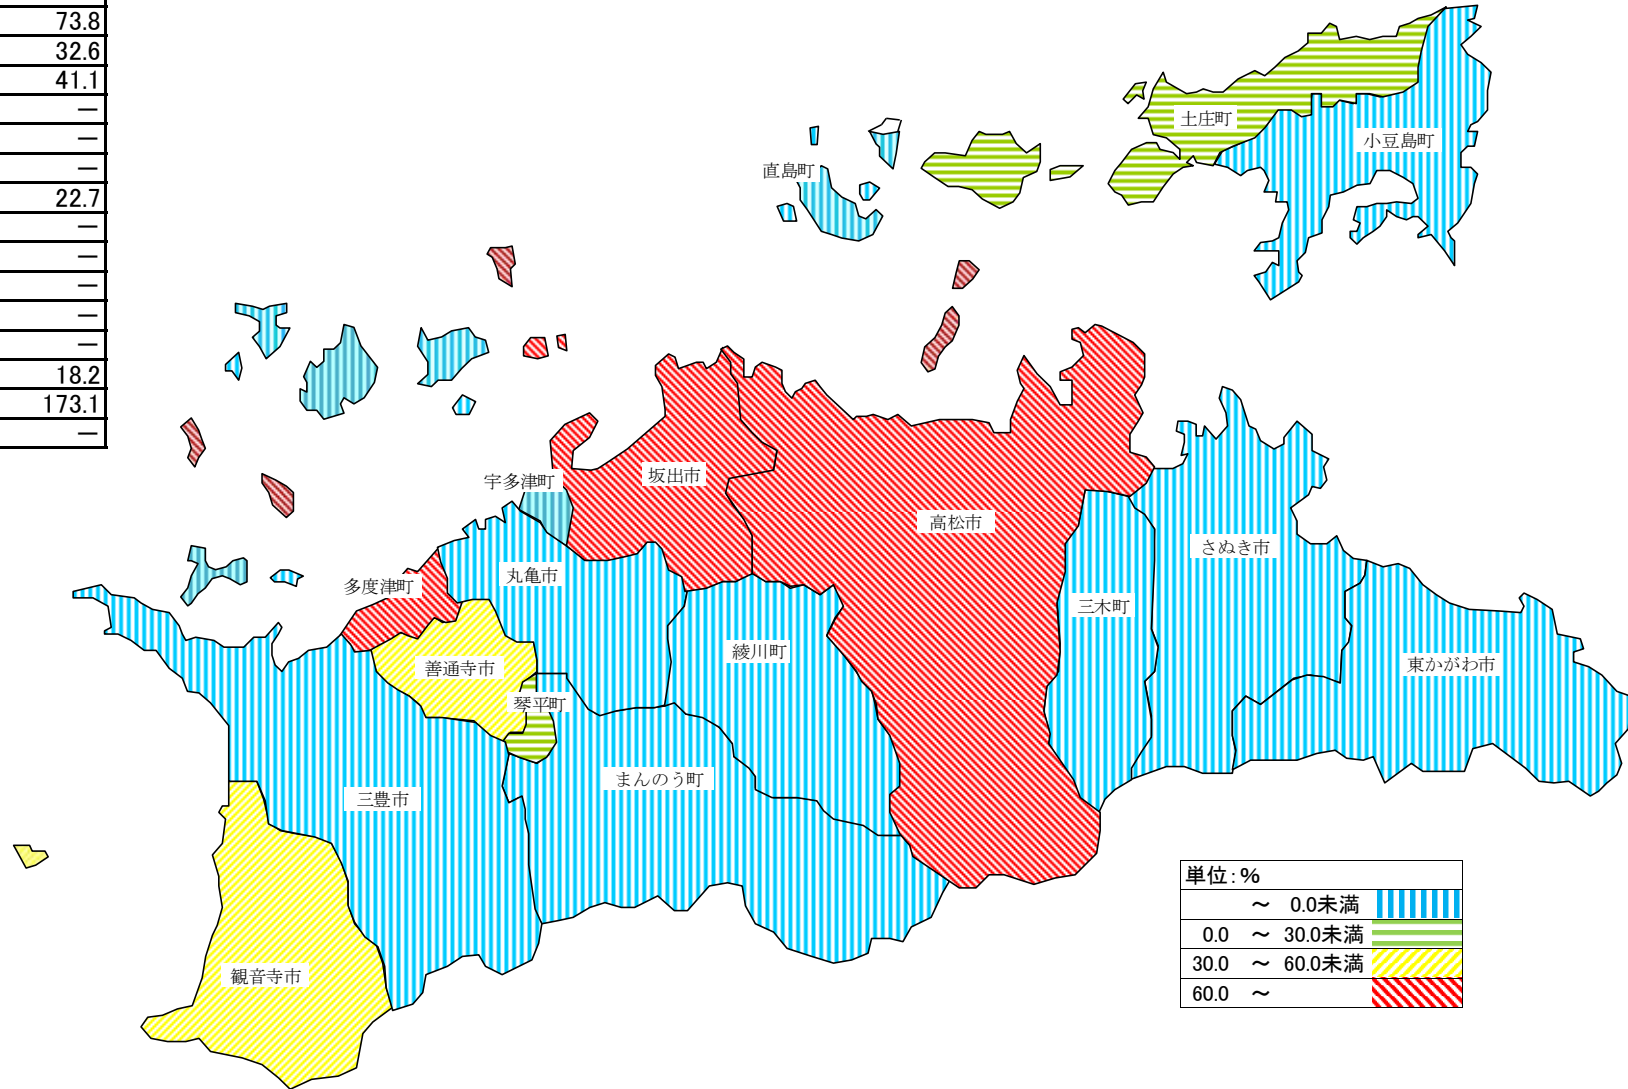 73.8
32.6
41.1
－
－
－
22.7
－
－
－
－
－
18.2
173.1
－
土庄町
小豆島町
直島町
宇多津町
坂出市
高松市
さぬき市
丸亀市
多度津町
三木町
綾川町
善通寺市
東かがわ市
琴平町
まんのう町
三豊市
観音寺市
単位：％
～ 0.0未満
0.0 ～ 30.0未満
30.0 ～ 60.0未満
60.0 ～